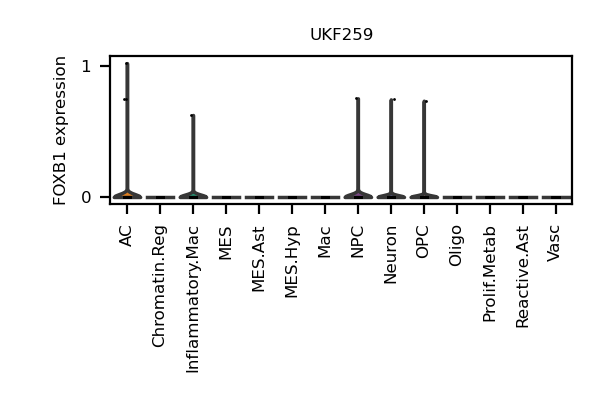 UKF259
FOXB1 expression
1
0
AC
Chromatin.Reg
Inflammatory.Mac
MES
MES.Ast
MES.Hyp
Mac
NPC
Neuron
OPC
Oligo
Prolif.Metab
Reactive.Ast
Vasc